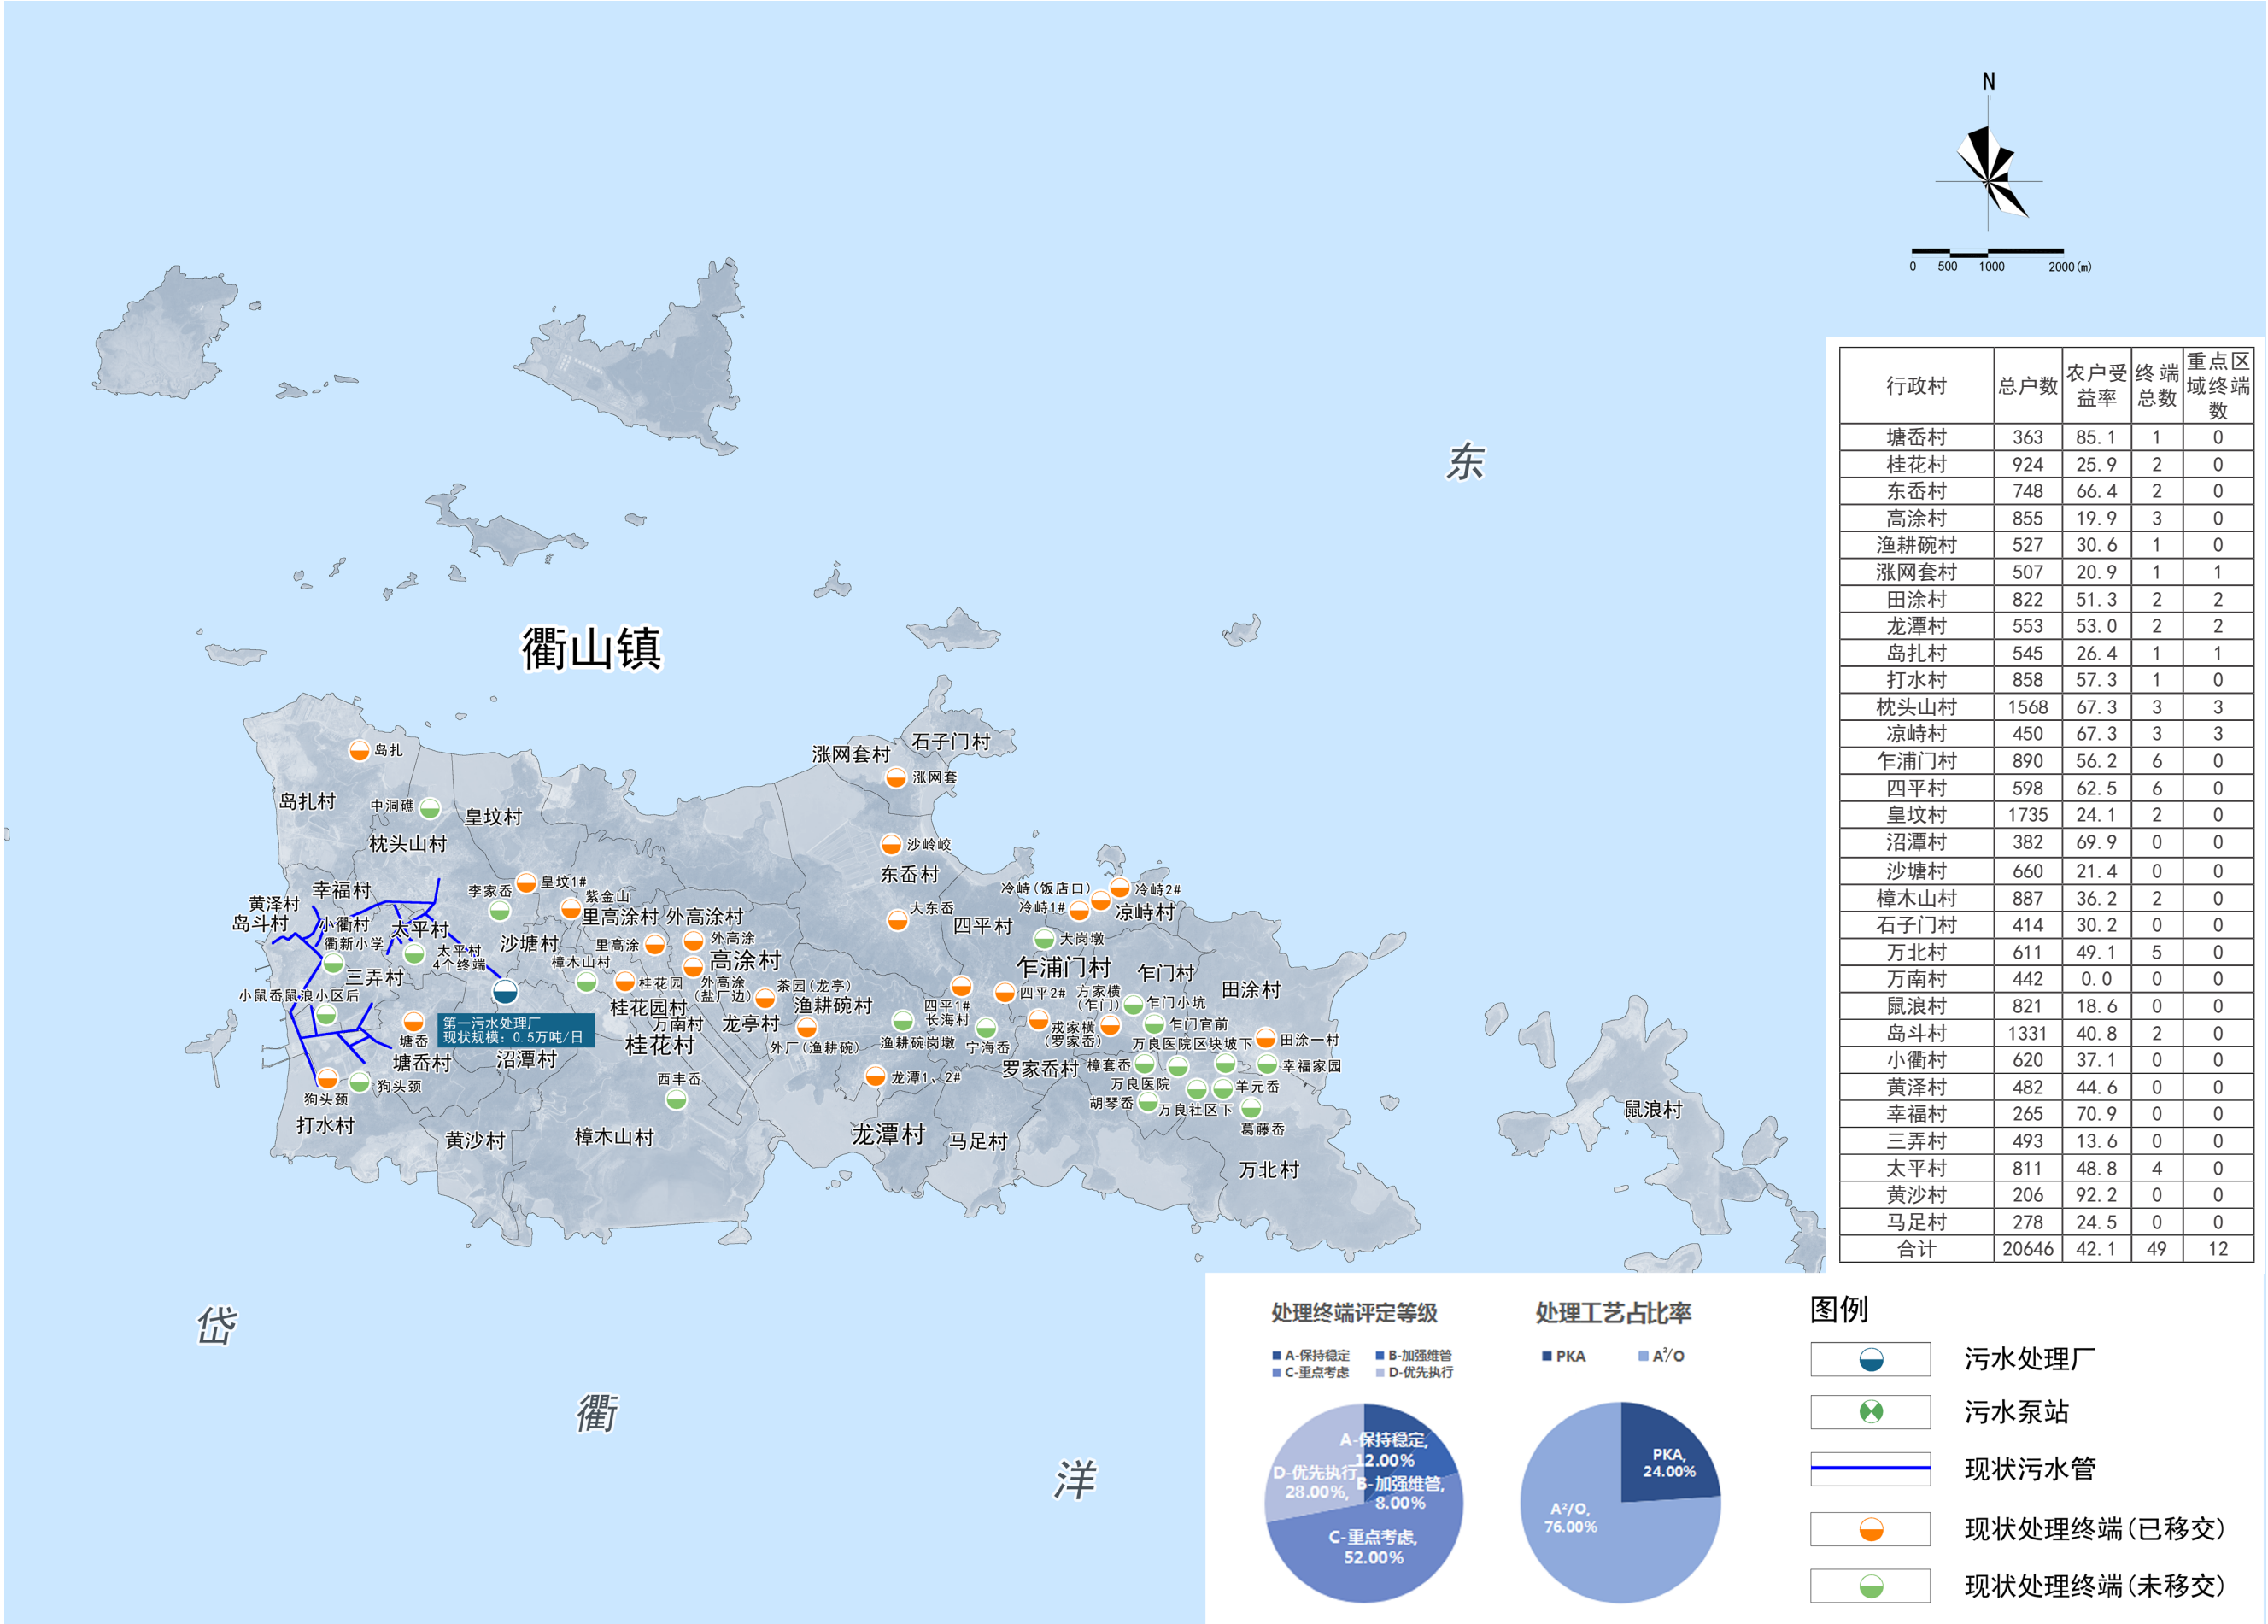 N
0 500 1000 2000(m)
东
衢山镇
岱
衢
洋
行政村 总户数 农户受益率 终端总数 重点区域终端数
塘岙村 363 85.1 1 0
桂花村 924 25.9 2 0
东岙村 748 66.4 2 0
高涂村 855 19.9 3 0
渔耕碗村 527 30.6 1 0
涨网套村 507 20.9 1 1
田涂村 822 51.3 2 2
龙潭村 553 53.0 2 2
岛扎村 545 26.4 1 1
打水村 858 57.3 1 0
枕头山村 1568 67.3 3 3
凉峙村 450 67.3 3 3
乍浦门村 890 56.2 6 0
四平村 598 62.5 6 0
皇坟村 1735 24.1 2 0
沼潭村 382 69.9 0 0
沙塘村 660 21.4 0 0
樟木山村 887 36.2 2 0
石子门村 414 30.2 0 0
万北村 611 49.1 5 0
万南村 442 0.0 0 0
鼠浪村 821 18.6 0 0
岛斗村 1331 40.8 2 0
小衢村 620 37.1 0 0
黄泽村 482 44.6 0 0
幸福村 265 70.9 0 0
三弄村 493 13.6 0 0
太平村 811 48.8 4 0
黄沙村 206 92.2 0 0
马足村 278 24.5 0 0
合计 20646 42.1 49 12
石子门村
涨网套村
涨网套
岛扎
岛扎村
中洞礁
皇坟村
枕头山村
沙岭岙
东岙村
大东岙
幸福村
李家岙
皇坟1#
紫金山
黄泽村
岛斗村
小衢村
衢新小学
太平村
太平村
4个终端
沙塘村
里高涂村
外高涂村
里高涂
外高涂
高涂村
樟木山村
桂花园
外高涂
(盐厂边)
三弄村
小鼠岙鼠浪小区后
第一污水处理厂
现状规模：0.5万吨/日
塘岙
塘岙村
沼潭村
桂花园村
万南村
桂花村
龙亭村
茶园(龙亭)
渔耕碗村
外厂(渔耕碗)
渔耕碗岗墩
四平村
四平1#
长海村
宁海岙
四平2#
冷峙(饭店口)
冷峙2#
冷峙1#
凉峙村
大岗墩
乍浦门村
乍门村
方家横
(乍门)
乍门小坑
田涂村
戎家横
(罗家岙)
乍门官前
万良医院区块坡下
田涂一村
罗家岙村
樟套岙
幸福家园
万良医院
羊元岙
胡琴岙
万良社区下
葛藤岙
狗头颈
狗头颈
打水村
黄沙村
西丰岙
樟木山村
龙潭1、2#
龙潭村
马足村
万北村
鼠浪村
处理终端评定等级
A-保持稳定 B-加强维管
C-重点考虑 D-优先执行
A-保持稳定,
12.00%
B-加强维管,
8.00%
D-优先执行
28.00%,
C-重点考虑,
52.00%
处理工艺占比率
PKA A²/O
PKA,
24.00%
A²/O,
76.00%
图例
污水处理厂
污水泵站
现状污水管
现状处理终端(已移交)
现状处理终端(未移交)